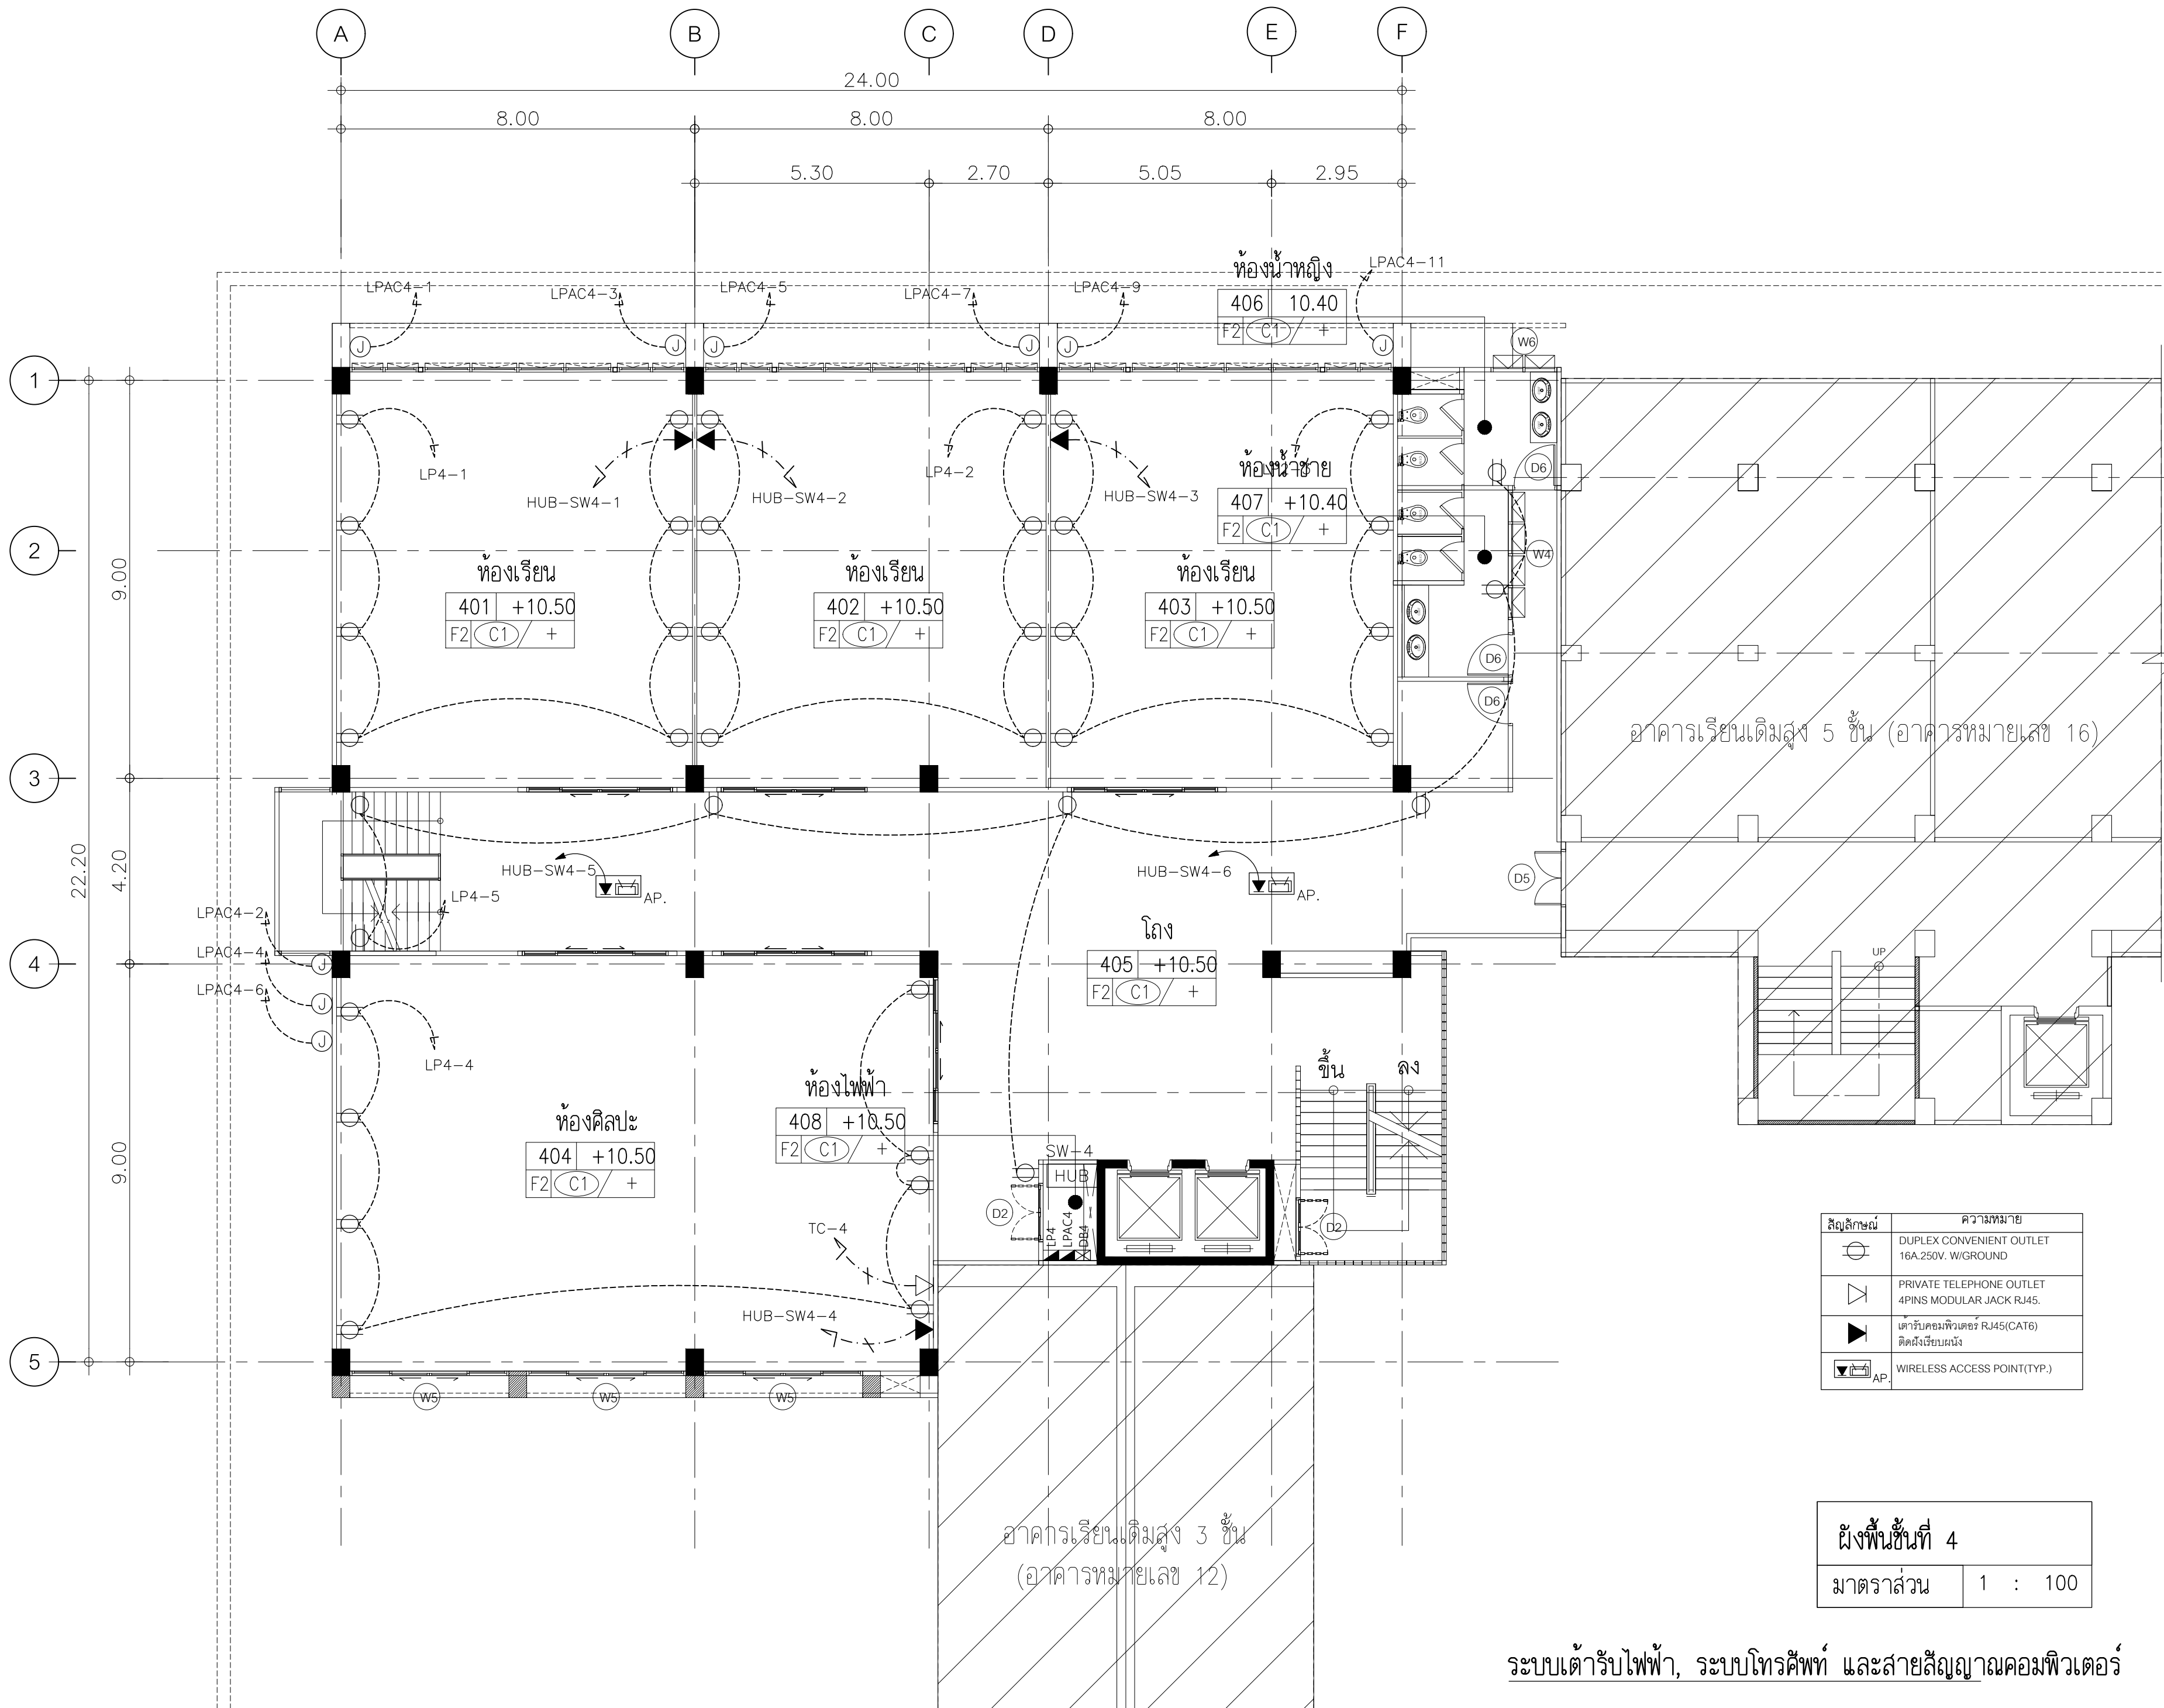 A B C D E F
24.00
8.00 8.00 8.00
5.30 2.70 5.05 2.95
ห้องน้ำหญิง
LPAC4-11
LPAC4-1 LPAC4-3 LPAC4-5 LPAC4-7 LPAC4-9
406 10.40
F2 C1 / +
J J J J J J
W6
1
LP4-1
HUB-SW4-1
HUB-SW4-2
LP4-2
HUB-SW4-3
ห้องน้ำชาย
407 +10.40
F2 C1 / +
D6
2
W4
9.00
ห้องเรียน
401 +10.50
F2 C1 / +
ห้องเรียน
402 +10.50
F2 C1 / +
ห้องเรียน
403 +10.50
F2 C1 / +
D6
D6
อาคารเรียนเดิมสูง 5 ชั้น (อาคารหมายเลข 16)
3
22.20
4.20
HUB-SW4-5
AP.
HUB-SW4-6
AP.
D5
LP4-5
LPAC4-2
LPAC4-4
LPAC4-6
J
J
J
4
โถง
405 +10.50
F2 C1 / +
UP
LP4-4
ขึ้น ลง
9.00
ห้องศิลปะ
404 +10.50
F2 C1 / +
ห้องไฟฟ้า
408 +10.50
F2 C1 / +
SW-4
HUB
D2
LP4
LPAC4
DB4
D2
TC-4
HUB-SW4-4
5
W5 W5 W5
สัญลักษณ์ ความหมาย
DUPLEX CONVENIENT OUTLET
16A.250V. W/GROUND
PRIVATE TELEPHONE OUTLET
4PINS MODULAR JACK RJ45.
เต้ารับคอมพิวเตอร์ RJ45(CAT6)
ติดฝังเรียบผนัง
AP. WIRELESS ACCESS POINT(TYP.)
อาคารเรียนเดิมสูง 3 ชั้น
(อาคารหมายเลข 12)
ผังพื้นชั้นที่ 4
มาตราส่วน 1 : 100
ระบบเต้ารับไฟฟ้า, ระบบโทรศัพท์ และสายสัญญาณคอมพิวเตอร์